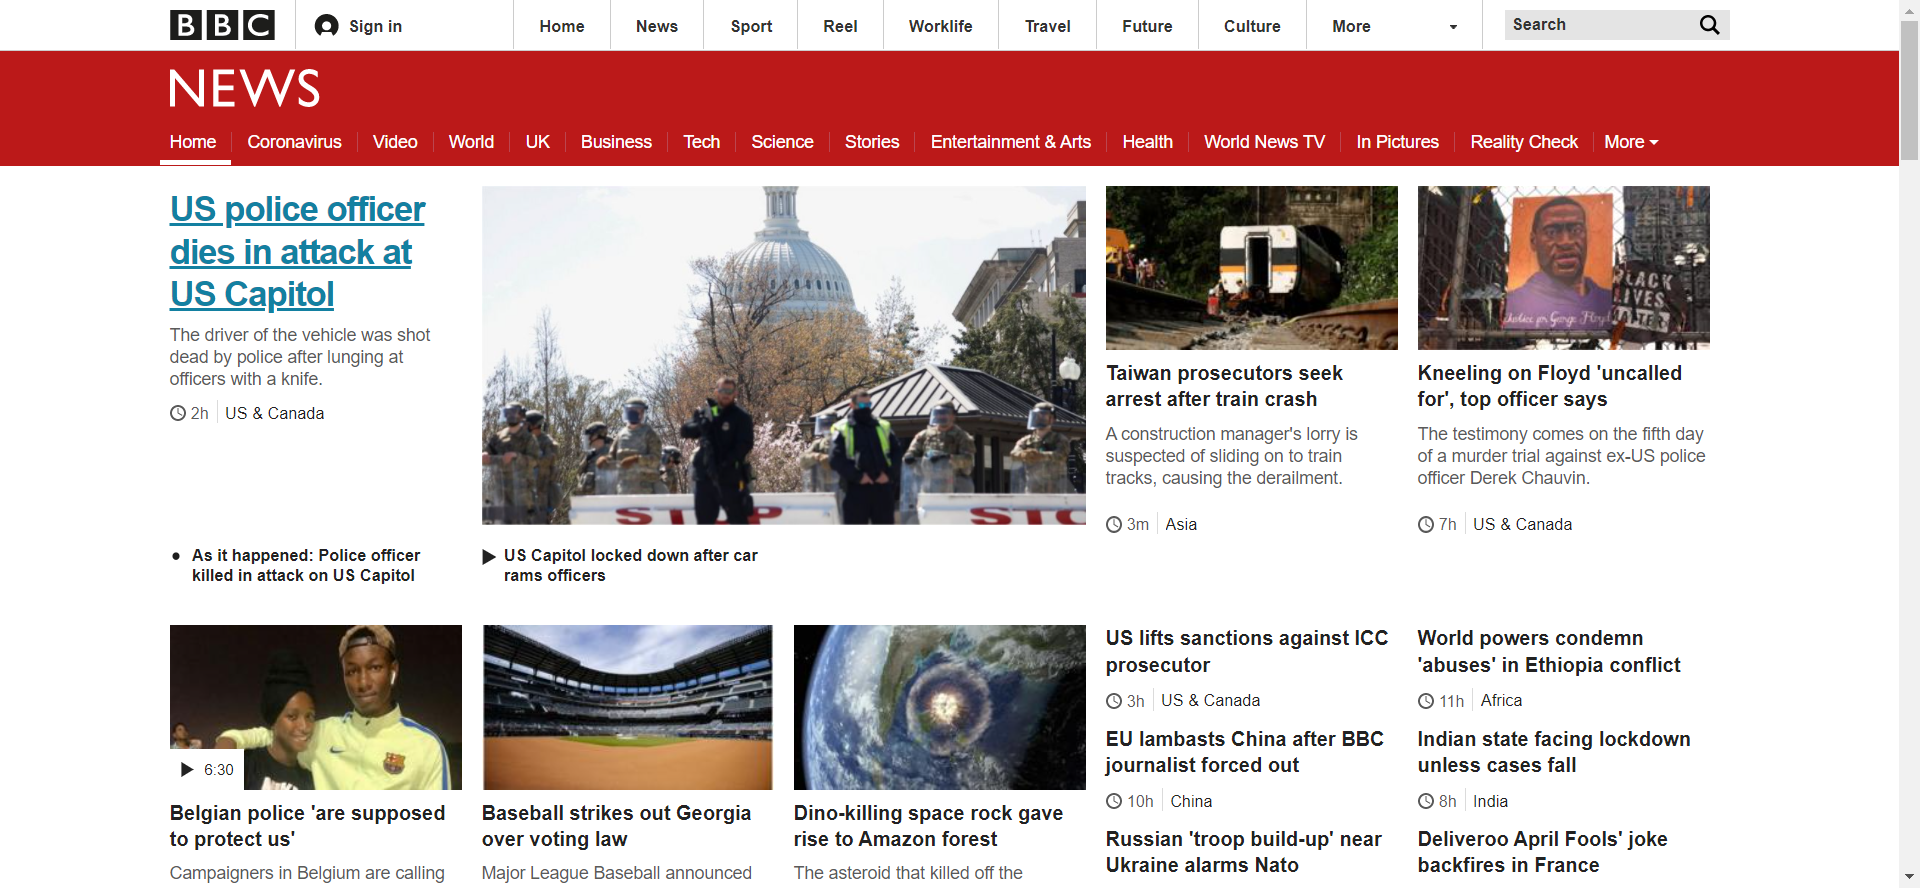 BBC
Sign in
Home
News
Sport
Reel
Worklife
Travel
Future
Culture
More
Search
NEWS
Home
Coronavirus
Video
World
UK
Business
Tech
Science
Stories
Entertainment & Arts
Health
World News TV
In Pictures
Reality Check
More
US police officer
dies in attack at
US Capitol
The driver of the vehicle was shot
dead by police after lunging at
officers with a knife.
2h US & Canada
STOP
STO
As it happened: Police officer
killed in attack on US Capitol
US Capitol locked down after car
rams officers
Taiwan prosecutors seek
arrest after train crash
A construction manager's lorry is
suspected of sliding on to train
tracks, causing the derailment.
3m Asia
Justice for George Floyd
BLACK
LIVES
MATTER
Kneeling on Floyd 'uncalled
for', top officer says
The testimony comes on the fifth day
of a murder trial against ex-US police
officer Derek Chauvin.
7h US & Canada
6:30
Belgian police 'are supposed
to protect us'
Campaigners in Belgium are calling
Baseball strikes out Georgia
over voting law
Major League Baseball announced
Dino-killing space rock gave
rise to Amazon forest
The asteroid that killed off the
US lifts sanctions against ICC
prosecutor
3h US & Canada
EU lambasts China after BBC
journalist forced out
10h China
Russian 'troop build-up' near
Ukraine alarms Nato
World powers condemn
'abuses' in Ethiopia conflict
11h Africa
Indian state facing lockdown
unless cases fall
8h India
Deliveroo April Fools' joke
backfires in France